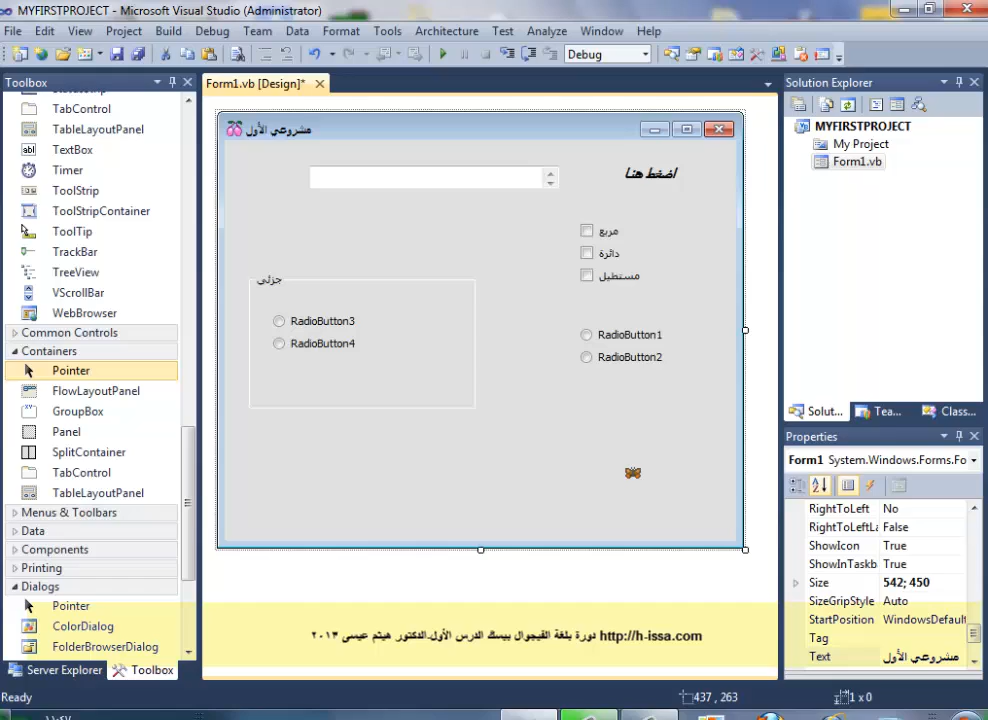 MYFIRSTPROJECT - Microsoft Visual Studio (Administrator)
File Edit View Project Build Debug Team Data Format Tools Architecture Test Analyze Window Help
Debug
Toolbox
Form1.vb [Design]*
Solution Explorer
TabControl
TableLayoutPanel
TextBox
Timer
ToolStrip
ToolStripContainer
ToolTip
TrackBar
TreeView
VScrollBar
WebBrowser
Common Controls
Containers
Pointer
FlowLayoutPanel
GroupBox
Panel
SplitContainer
TabControl
TableLayoutPanel
Menus & Toolbars
Data
Components
Printing
Dialogs
Pointer
ColorDialog
FolderBrowserDialog
Server Explorer Toolbox
مشروعي الأول
اضغط هنا
مربع
دائرة
مستطيل
جزئي
RadioButton3
RadioButton4
RadioButton1
RadioButton2
http://h-issa.com دورة بلغة الفيجوال بيسك الدرس الأول.الدكتور هيثم عيسى ٢٠١٣
MYFIRSTPROJECT
My Project
Form1.vb
Solut... Tea... Class...
Properties
Form1 System.Windows.Forms.Fo
RightToLeft No
RightToLeftLa False
ShowIcon True
ShowInTaskb True
Size 542; 450
SizeGripStyle Auto
StartPosition WindowsDefault
Tag
Text مشروعي الأول
Ready
437 , 263
1 x 0